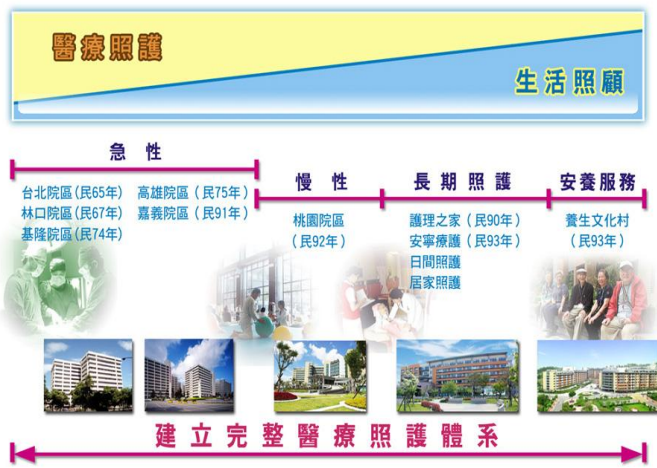 醫療照護
生活照顧
急性
台北院區(民65年) 高雄院區(民75年)
林口院區(民67年) 嘉義院區(民91年)
基隆院區(民74年)
慢性
桃園院區
(民92年)
長期照護
護理之家(民90年)
安寧療護(民93年)
日間照護
居家照護
安養服務
養生文化村
(民93年)
建立完整醫療照護體系